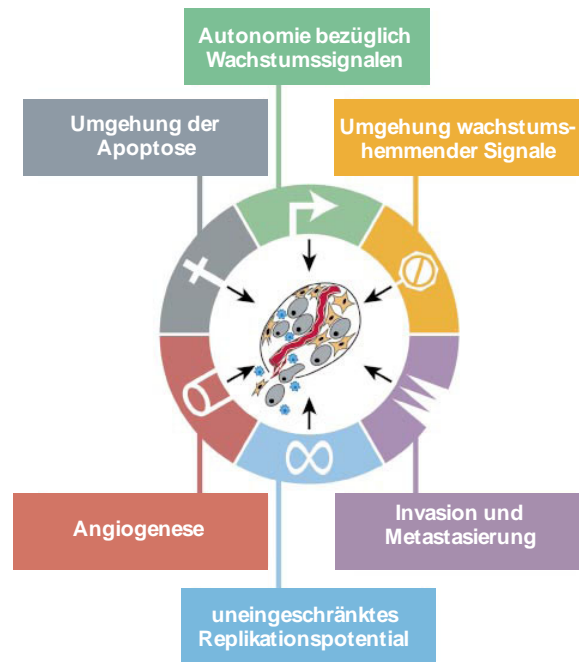 Autonomie bezüglich
Wachstumssignalen
Umgehung der
Apoptose
Umgehung wachstums-
hemmender Signale
Angiogenese
Invasion und
Metastasierung
uneingeschränktes
Replikationspotential